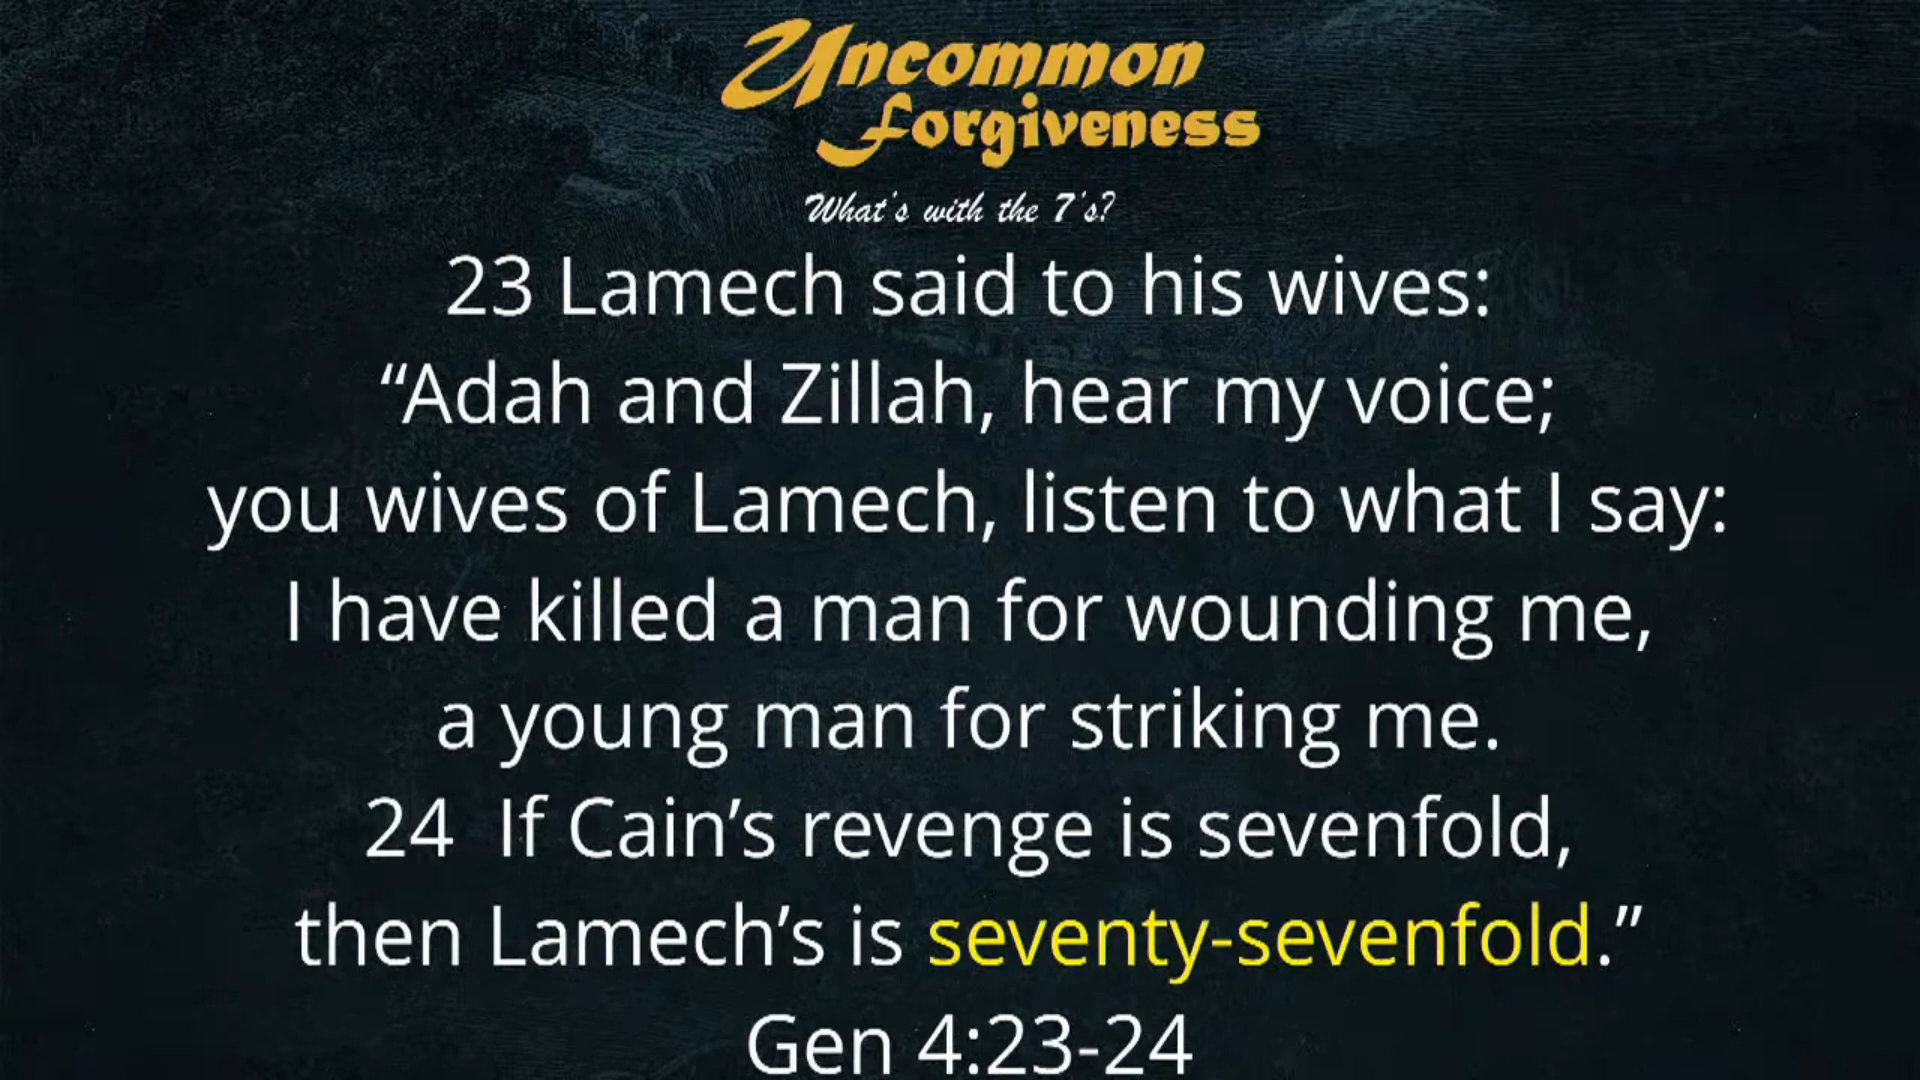 Uncommon
Forgiveness
What's with the 7's?
23 Lamech said to his wives:
“Adah and Zillah, hear my voice;
you wives of Lamech, listen to what I say:
I have killed a man for wounding me,
a young man for striking me.
24 If Cain’s revenge is sevenfold,
then Lamech’s is seventy-sevenfold.”
Gen 4:23-24